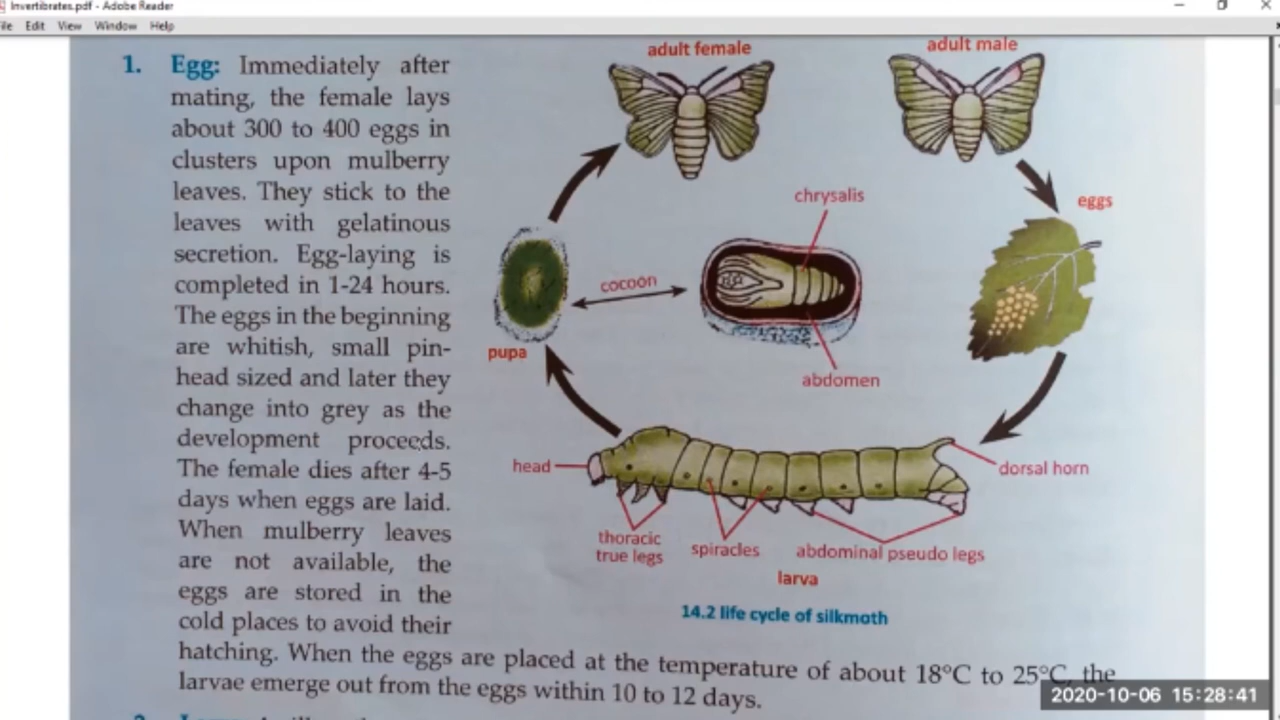 Invertibrates.pdf - Adobe Reader
File Edit View Window Help
1. Egg: Immediately after
mating, the female lays
about 300 to 400 eggs in
clusters upon mulberry
leaves. They stick to the
leaves with gelatinous
secretion. Egg-laying is
completed in 1-24 hours.
The eggs in the beginning
are whitish, small pin-
head sized and later they
change into grey as the
development proceeds.
The female dies after 4-5
days when eggs are laid.
When mulberry leaves
are not available, the
eggs are stored in the
cold places to avoid their
hatching. When the eggs are placed at the temperature of about 18°C to 25°C, the
larvae emerge out from the eggs within 10 to 12 days.
adult female
adult male
chrysalis
eggs
cocoon
pupa
abdomen
head
dorsal horn
thoracic
true legs
spiracles
abdominal pseudo legs
larva
14.2 life cycle of silkmoth
2020-10-06 15:28:41